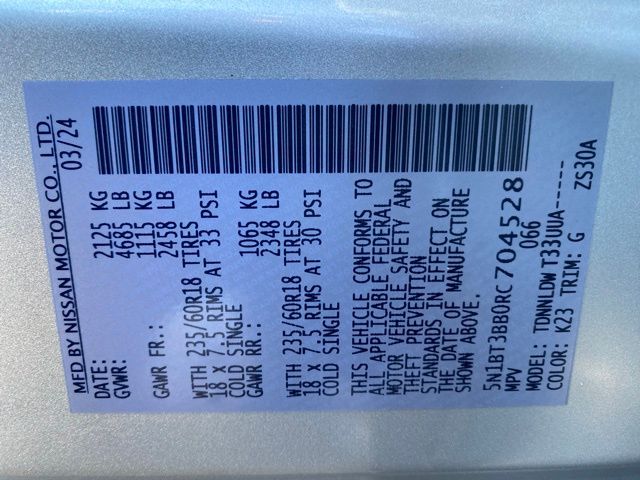 MFD BY NISSAN MOTOR CO., LTD.
DATE: 03/24
GVWR: 2125 KG
4685 LB
GAWR FR.: 1115 KG
2458 LB
WITH 235/60R18 TIRES
18 X 7.5 RIMS AT 33 PSI
COLD SINGLE
GAWR RR.: 1065 KG
2348 LB
WITH 235/60R18 TIRES
18 X 7.5 RIMS AT 30 PSI
COLD SINGLE
THIS VEHICLE CONFORMS TO
ALL APPLICABLE FEDERAL
MOTOR VEHICLE SAFETY AND
THEFT PREVENTION
STANDARDS IN EFFECT ON
THE DATE OF MANUFACTURE
SHOWN ABOVE.
5N1BT3BB0RC704528
MPV 066
MODEL: TDNNLDW T33UUA------
COLOR: K23 TRIM: G ZS30A